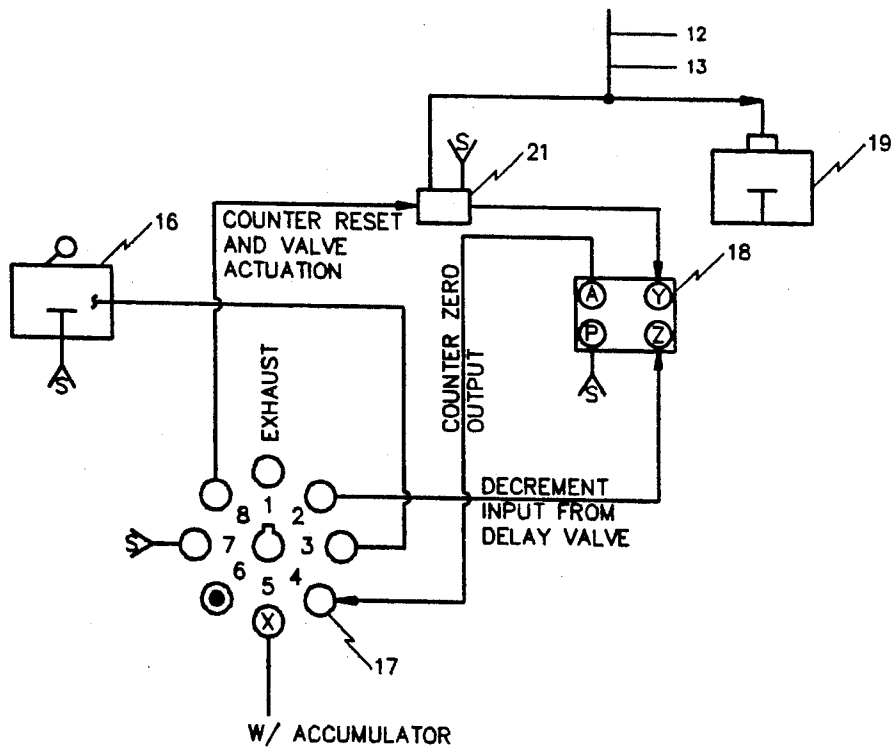 12
13
S
21
19
COUNTER RESET
AND VALVE
ACTUATION
16
18
A
Y
P
Z
S
S
COUNTER ZERO
OUTPUT
EXHAUST
DECREMENT
INPUT FROM
DELAY VALVE
8
1
2
S
7
3
6
5
4
X
17
W/ ACCUMULATOR